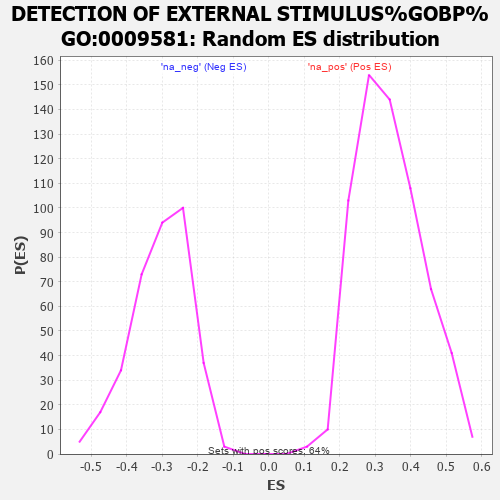 DETECTION OF EXTERNAL STIMULUS%GOBP%
GO:0009581: Random ES distribution
'na_neg' (Neg ES)
'na_pos' (Pos ES)
160
150
140
130
120
110
100
90
80
70
60
50
40
30
20
10
0
P(ES)
Sets with pos scores: 64%
-0.5 -0.4 -0.3 -0.2 -0.1 0.0 0.1 0.2 0.3 0.4 0.5 0.6
ES